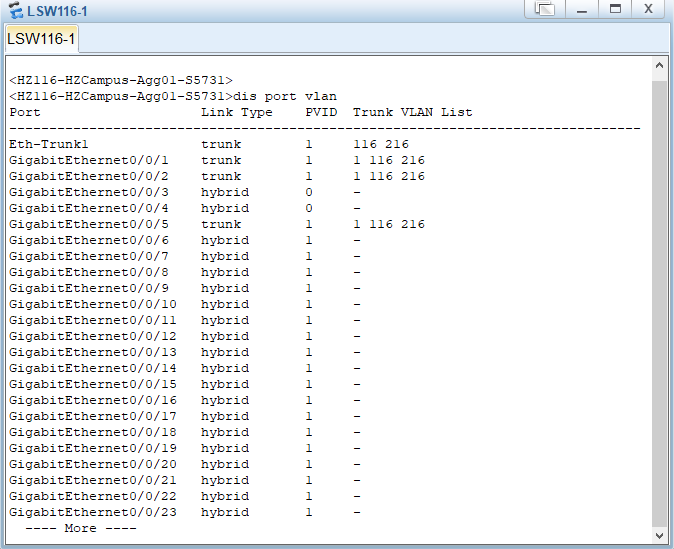 LSW116-1
LSW116-1
<HZ116-HZCampus-Agg01-S5731>
<HZ116-HZCampus-Agg01-S5731>dis port vlan
Port                    Link Type    PVID  Trunk VLAN List
-------------------------------------------------------------------------------
Eth-Trunk1              trunk        1     116 216
GigabitEthernet0/0/1    trunk        1     1 116 216
GigabitEthernet0/0/2    trunk        1     1 116 216
GigabitEthernet0/0/3    hybrid       0     -
GigabitEthernet0/0/4    hybrid       0     -
GigabitEthernet0/0/5    trunk        1     1 116 216
GigabitEthernet0/0/6    hybrid       1     -
GigabitEthernet0/0/7    hybrid       1     -
GigabitEthernet0/0/8    hybrid       1     -
GigabitEthernet0/0/9    hybrid       1     -
GigabitEthernet0/0/10   hybrid       1     -
GigabitEthernet0/0/11   hybrid       1     -
GigabitEthernet0/0/12   hybrid       1     -
GigabitEthernet0/0/13   hybrid       1     -
GigabitEthernet0/0/14   hybrid       1     -
GigabitEthernet0/0/15   hybrid       1     -
GigabitEthernet0/0/16   hybrid       1     -
GigabitEthernet0/0/17   hybrid       1     -
GigabitEthernet0/0/18   hybrid       1     -
GigabitEthernet0/0/19   hybrid       1     -
GigabitEthernet0/0/20   hybrid       1     -
GigabitEthernet0/0/21   hybrid       1     -
GigabitEthernet0/0/22   hybrid       1     -
GigabitEthernet0/0/23   hybrid       1     -
  ---- More ----